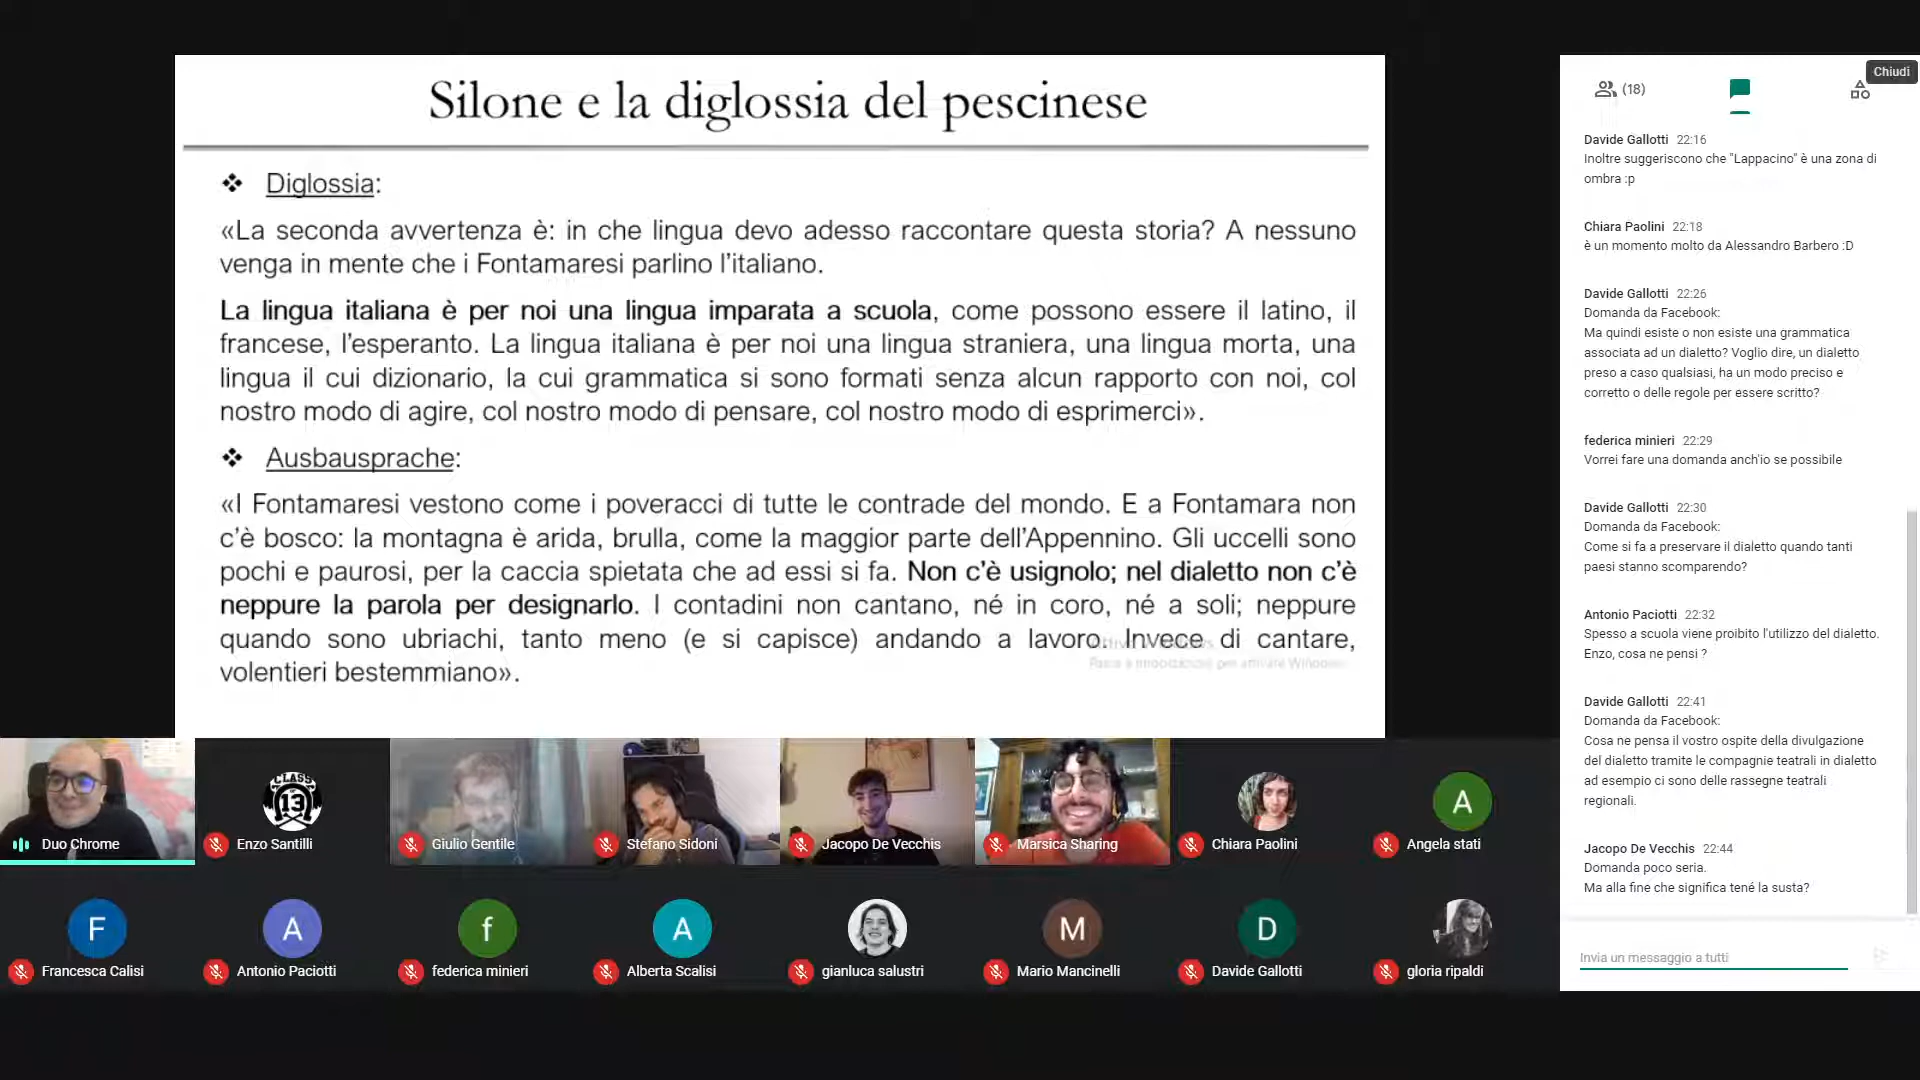 Silone e la diglossia del pescinese
❖ Diglossia:
«La seconda avvertenza è: in che lingua devo adesso raccontare questa storia? A nessuno
venga in mente che i Fontamaresi parlino l'italiano.
La lingua italiana è per noi una lingua imparata a scuola, come possono essere il latino, il
francese, l'esperanto. La lingua italiana è per noi una lingua straniera, una lingua morta, una
lingua il cui dizionario, la cui grammatica si sono formati senza alcun rapporto con noi, col
nostro modo di agire, col nostro modo di pensare, col nostro modo di esprimerci».
❖ Ausbausprache:
«I Fontamaresi vestono come i poveracci di tutte le contrade del mondo. E a Fontamara non
c'è bosco: la montagna è arida, brulla, come la maggior parte dell'Appennino. Gli uccelli sono
pochi e paurosi, per la caccia spietata che ad essi si fa. Non c'è usignolo; nel dialetto non c'è
neppure la parola per designarlo. I contadini non cantano, né in coro, né a soli; neppure
quando sono ubriachi, tanto meno (e si capisce) andando a lavoro. Invece di cantare,
volentieri bestemmiano».
Passa a Impostazioni per attivare Windows.
Duo Chrome
CLASS
13
Enzo Santilli
Giulio Gentile
Stefano Sidoni
Jacopo De Vecchis
Marsica Sharing
Chiara Paolini
A
Angela stati
F
Francesca Calisi
A
Antonio Paciotti
f
federica minieri
A
Alberta Scalisi
gianluca salustri
M
Mario Mancinelli
D
Davide Gallotti
gloria ripaldi
Chiudi
(18)
Davide Gallotti 22:16
Inoltre suggeriscono che "Lappacino" è una zona di
ombra :p
Chiara Paolini 22:18
è un momento molto da Alessandro Barbero :D
Davide Gallotti 22:26
Domanda da Facebook:
Ma quindi esiste o non esiste una grammatica
associata ad un dialetto? Voglio dire, un dialetto
preso a caso qualsiasi, ha un modo preciso e
corretto o delle regole per essere scritto?
federica minieri 22:29
Vorrei fare una domanda anch'io se possibile
Davide Gallotti 22:30
Domanda da Facebook:
Come si fa a preservare il dialetto quando tanti
paesi stanno scomparendo?
Antonio Paciotti 22:32
Spesso a scuola viene proibito l'utilizzo del dialetto.
Enzo, cosa ne pensi ?
Davide Gallotti 22:41
Domanda da Facebook:
Cosa ne pensa il vostro ospite della divulgazione
del dialetto tramite le compagnie teatrali in dialetto
ad esempio ci sono delle rassegne teatrali
regionali.
Jacopo De Vecchis 22:44
Domanda poco seria.
Ma alla fine che significa tené la susta?
Invia un messaggio a tutti